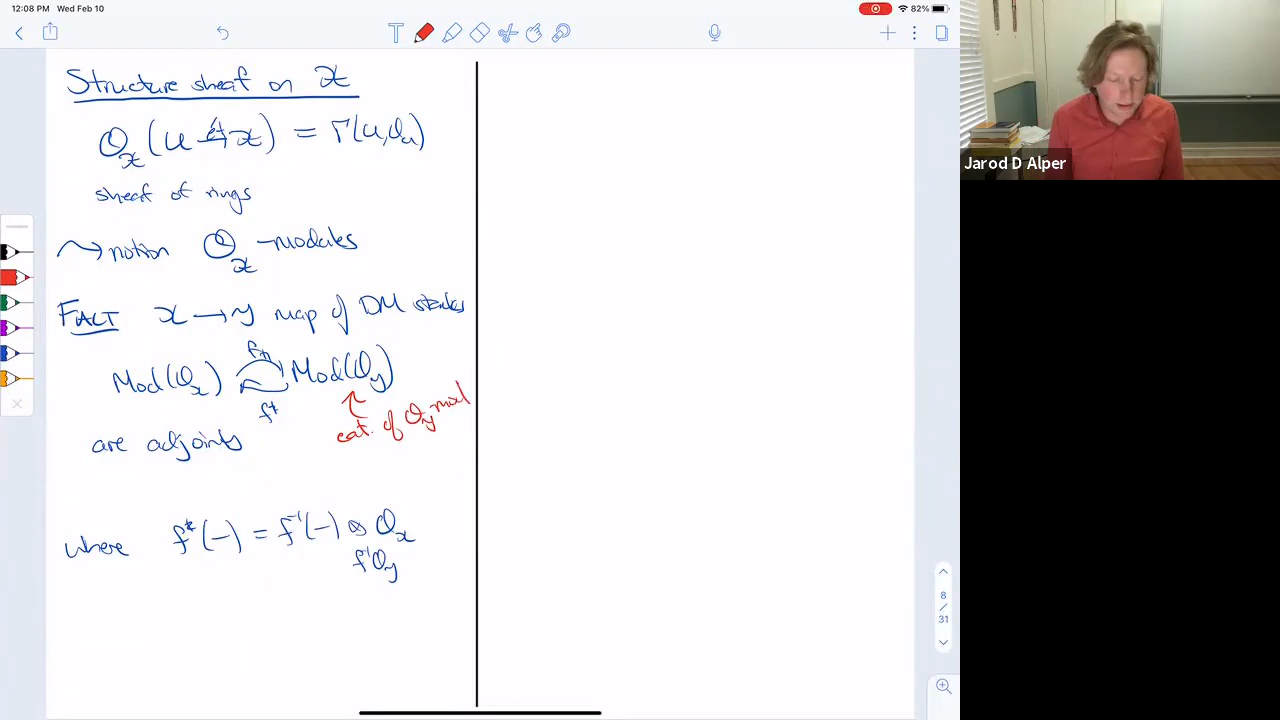 12:08 PM Wed Feb 10
82%
Structure sheaf on 𝒳
𝒪_𝒳(U →^{ét} 𝒳) = Γ(U, 𝒪_U)
sheaf of rings
⇝ notion 𝒪_𝒳-modules
FACT 𝒳 → 𝒴 map of DM stacks
f_*
Mod(𝒪_𝒳) ⇄ Mod(𝒪_𝒴)
f^*
cat. of 𝒪_𝒴 mod
are adjoints
where f^*(-) = f^{-1}(-) ⊗ 𝒪_𝒳
f^{-1}𝒪_𝒴
8
/
31
Jarod D Alper